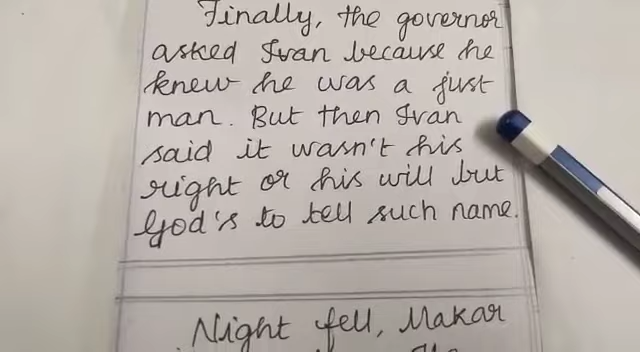 Finally, the governor
asked Ivan because he
knew he was a just
man. But then Ivan
said it wasn't his
right or his will but
God's to tell such name.
Night fell, Makar